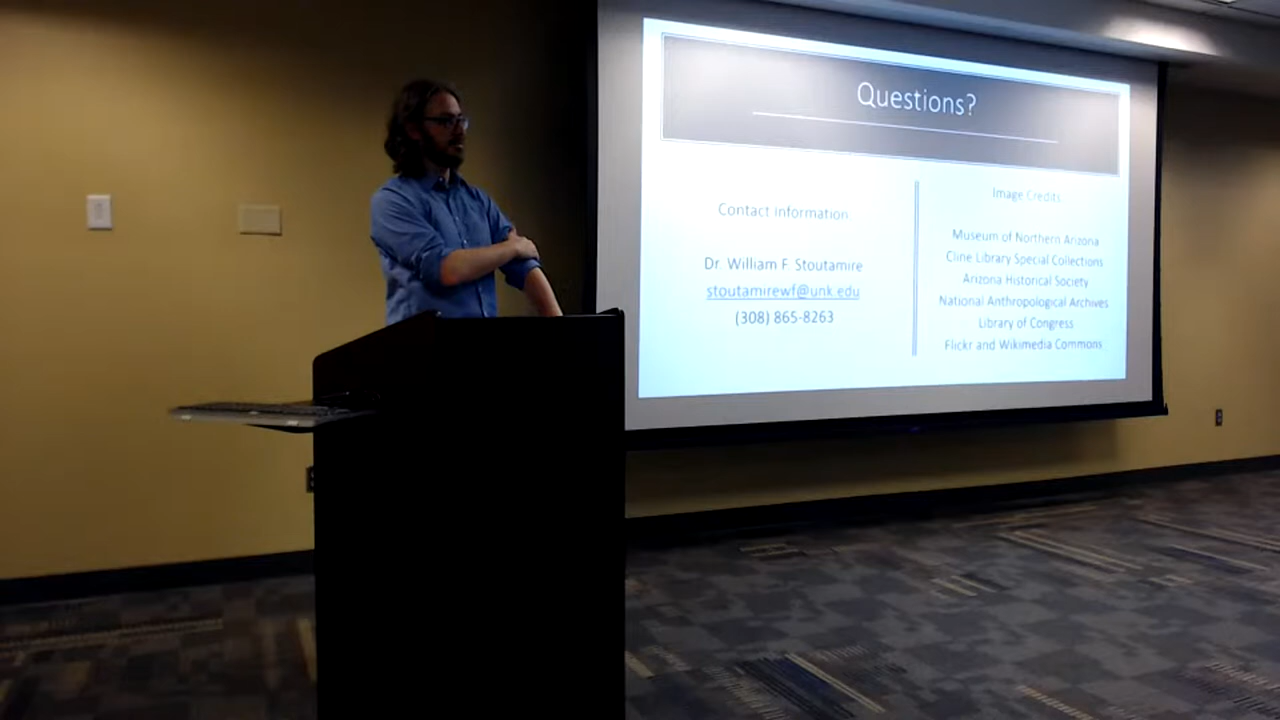 Questions?
Contact Information
Dr. William F. Stoutamire
stoutamirewf@unk.edu
(308) 865-8263
Image Credits
Museum of Northern Arizona
Cline Library Special Collections
Arizona Historical Society
National Anthropological Archives
Library of Congress
Flickr and Wikimedia Commons